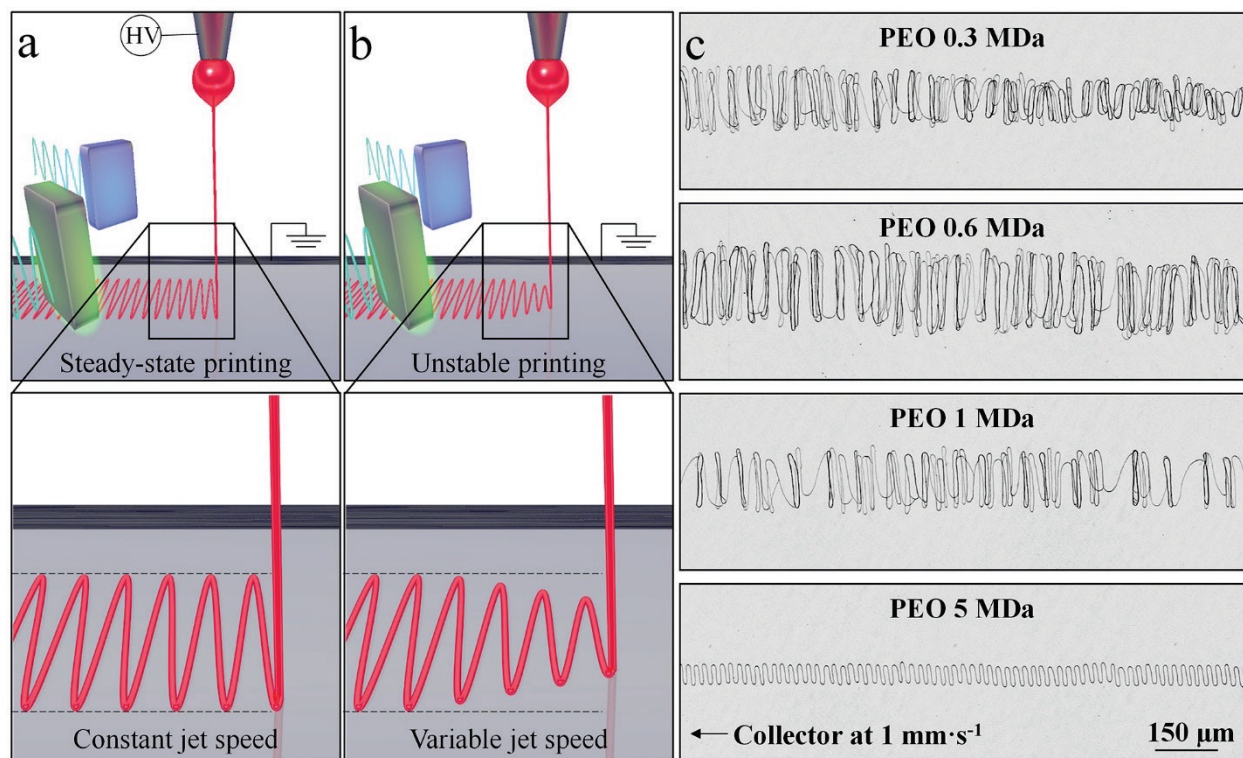 a
HV
Steady-state printing
Constant jet speed
b
Unstable printing
Variable jet speed
c
PEO 0.3 MDa
PEO 0.6 MDa
PEO 1 MDa
PEO 5 MDa
← Collector at 1 mm·s⁻¹
150 μm